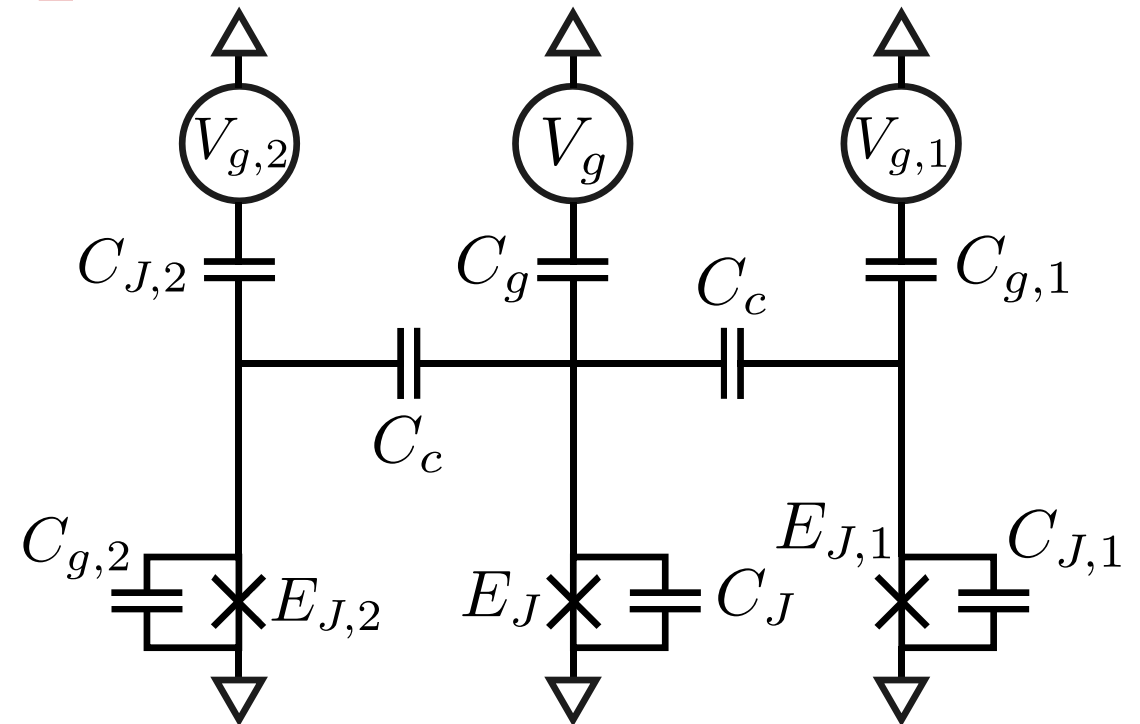 V_{g,2} V_g V_{g,1}
C_{J,2} C_g C_c C_{g,1}
C_c
C_{g,2} E_{J,2} E_J C_J E_{J,1} C_{J,1}